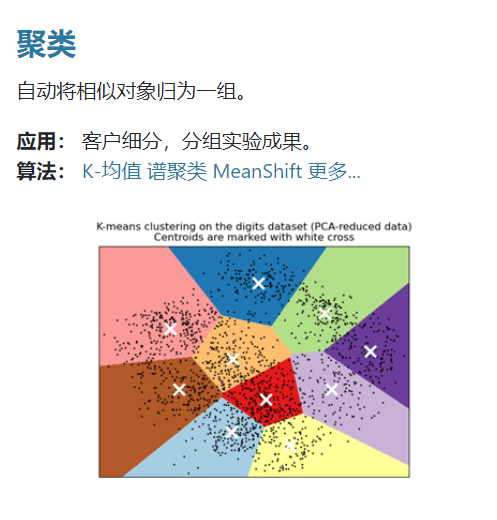 聚类
自动将相似对象归为一组。
应用： 客户细分，分组实验成果。
算法： K-均值 谱聚类 MeanShift 更多...
K-means clustering on the digits dataset (PCA-reduced data)
Centroids are marked with white cross